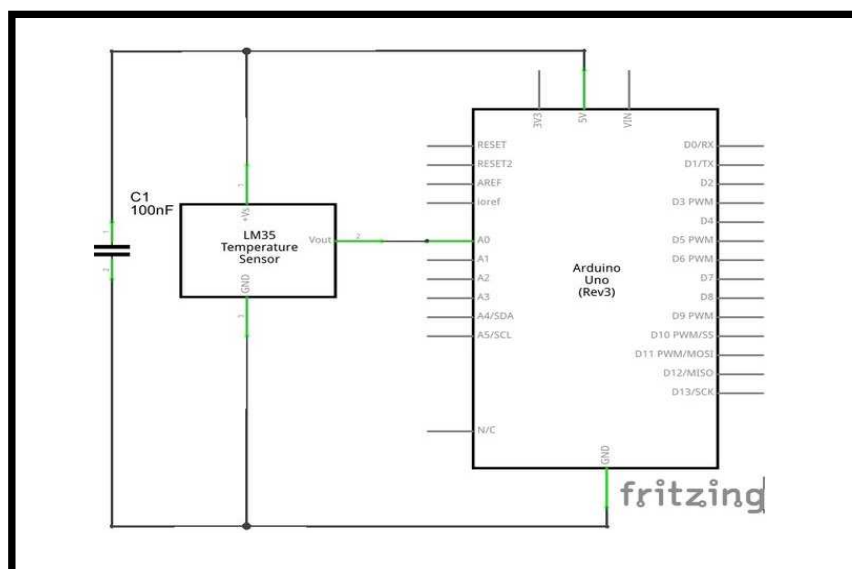 3V3
5V
VIN
RESET
RESET2
AREF
ioref
A0
A1
A2
A3
A4/SDA
A5/SCL
N/C
D0/RX
D1/TX
D2
D3 PWM
D4
D5 PWM
D6 PWM
D7
D8
D9 PWM
D10 PWM/SS
D11 PWM/MOSI
D12/MISO
D13/SCK
Arduino
Uno
(Rev3)
GND
C1
100nF
1
2
1
+Vs
LM35
Temperature
Sensor
Vout
2
GND
3
fritzing